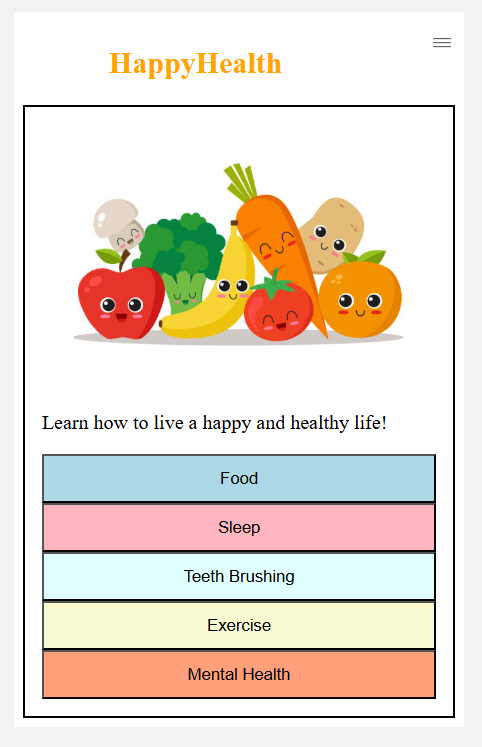 HappyHealth
Learn how to live a happy and healthy life!
Food
Sleep
Teeth Brushing
Exercise
Mental Health